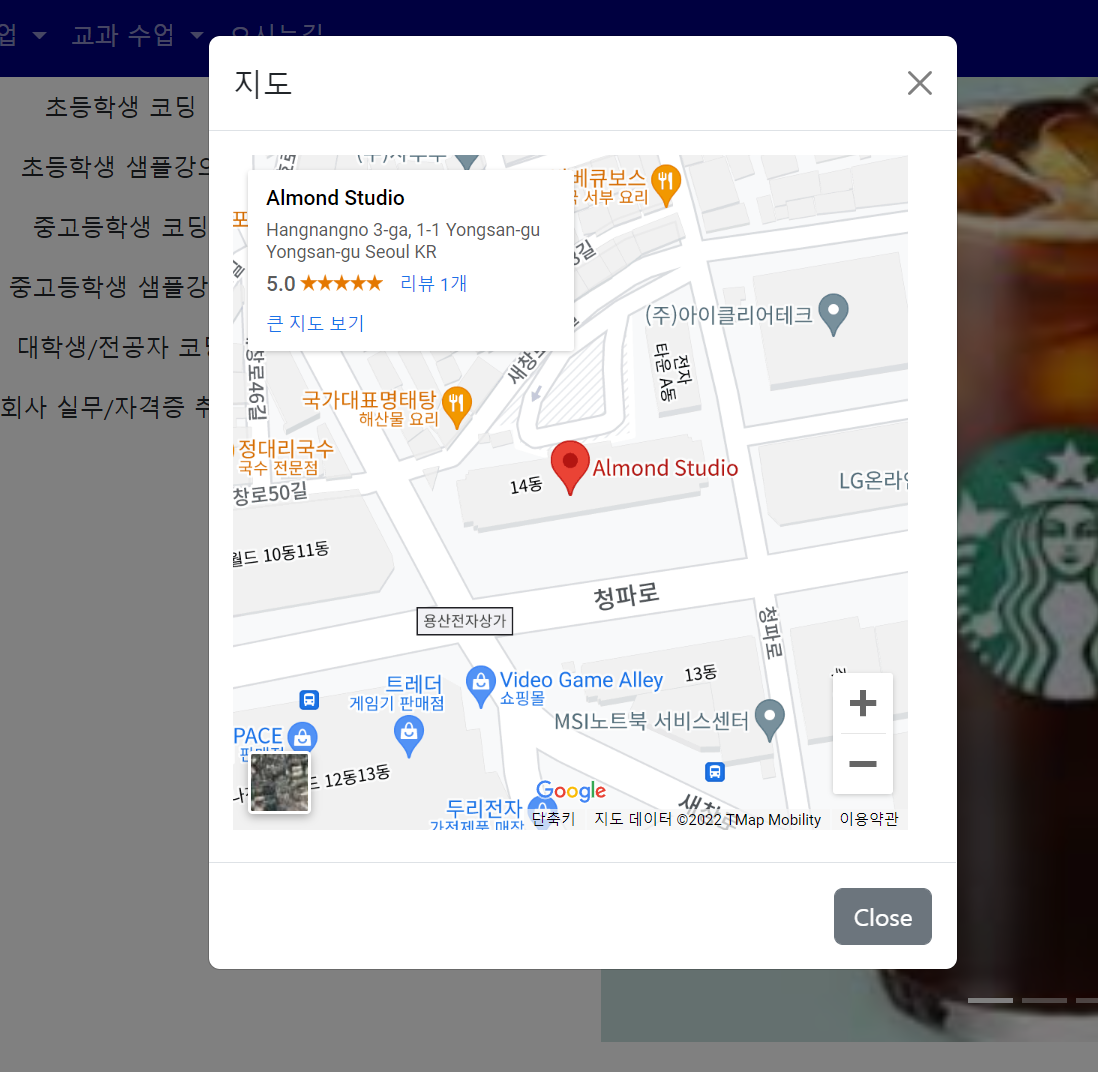 교과 수업
오시는길
초등학생 코딩
초등학생 샘플강의
중고등학생 코딩
중고등학생 샘플강
대학생/전공자 코딩
회사 실무/자격증 취
지도
Almond Studio
Hangnangno 3-ga, 1-1 Yongsan-gu
Yongsan-gu Seoul KR
5.0 ★★★★★ 리뷰 1개
큰 지도 보기
베큐보스
서부 요리
(주)아이클리어테크
전자
타운 A동
새창로
창로46길
국가대표명태탕
해산물 요리
정대리국수
국수 전문점
창로50길
14동
Almond Studio
LG온라인
월드 10동11동
청파로
청파로
용산전자상가
트레더
게임기 판매점
Video Game Alley
쇼핑몰
13동
MSI노트북 서비스센터
PACE
판매점
12동13동
두리전자
가전제품 매장
새창로
Google
단축키
지도 데이터 ©2022 TMap Mobility
이용약관
Close